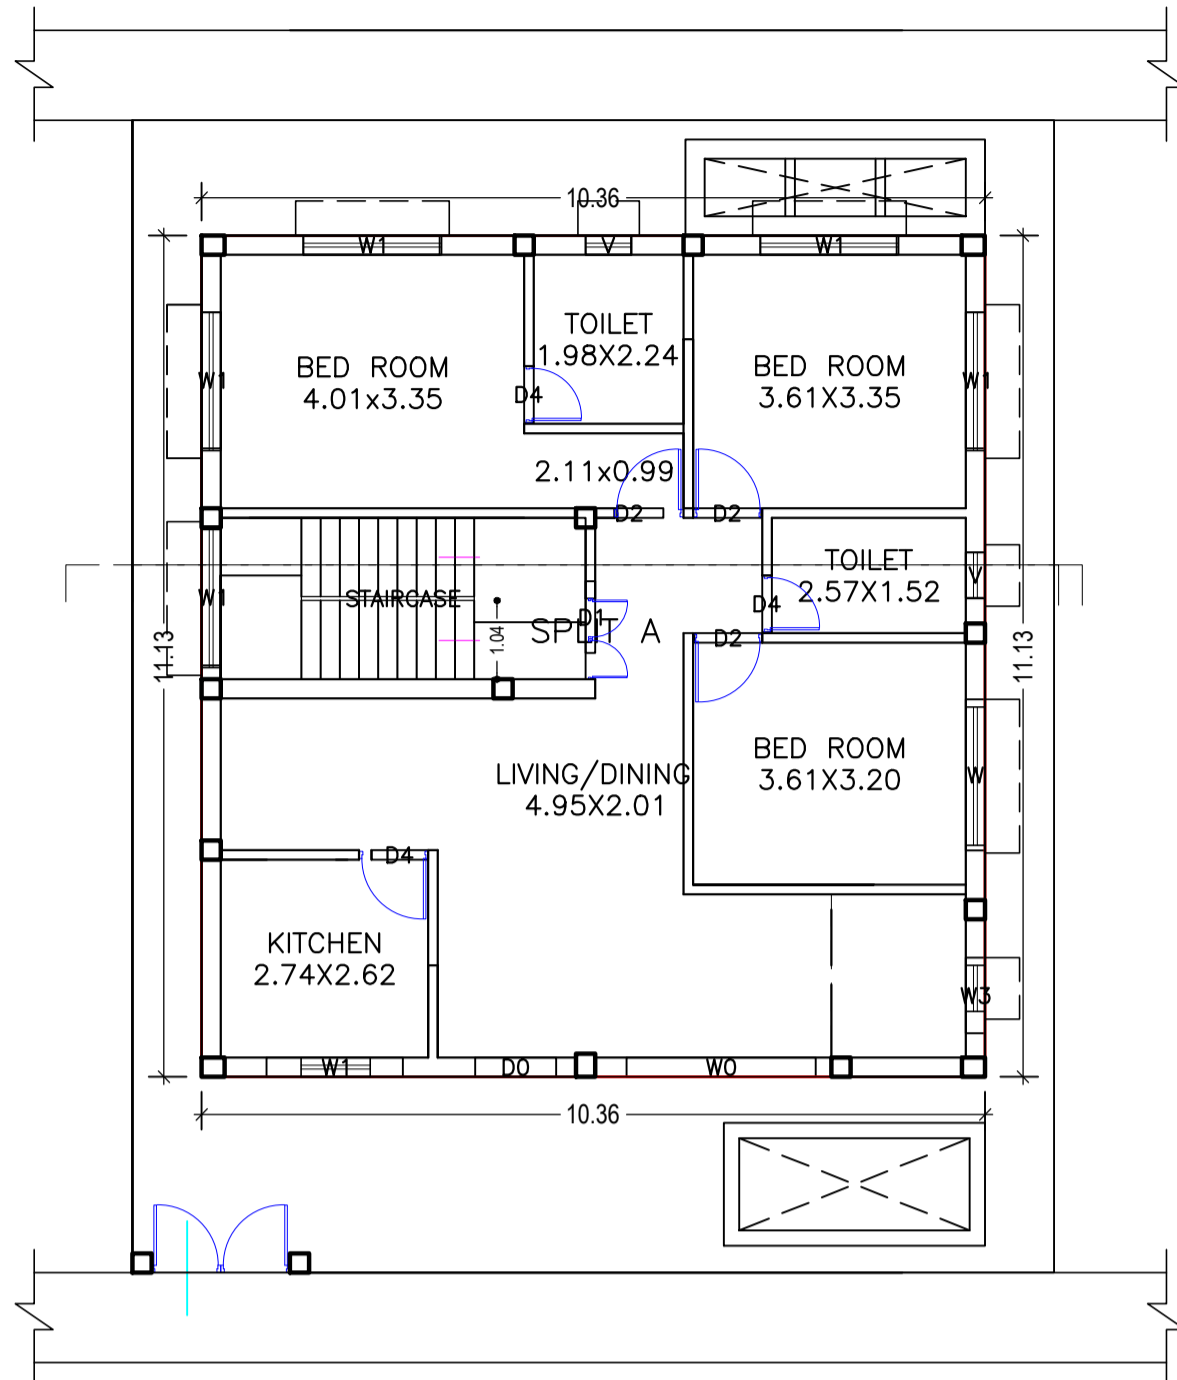 10.36
W1
V
W1
TOILET
1.98X2.24
BED ROOM
4.01x3.35
BED ROOM
3.61X3.35
W1
D4
W1
2.11x0.99
D2
D2
TOILET
2.57X1.52
V
W1
STAIRCASE
D1
D4
SPLIT A
D2
1.04
11.13
11.13
LIVING/DINING
4.95X2.01
BED ROOM
3.61X3.20
W
D4
KITCHEN
2.74X2.62
W3
W1
D0
W0
10.36